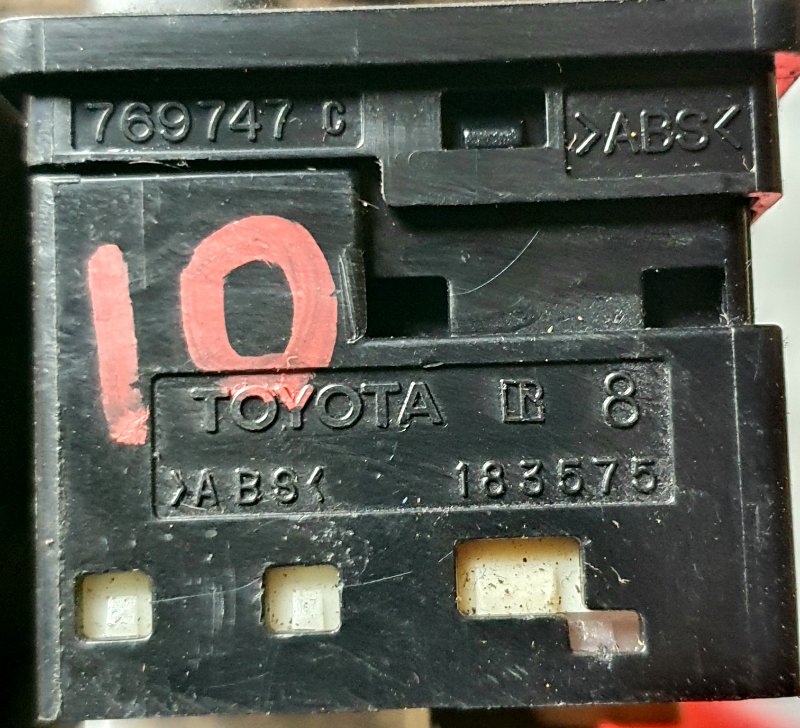 769747 C
>ABS<
10
TOYOTA R 8
>ABS< 183575